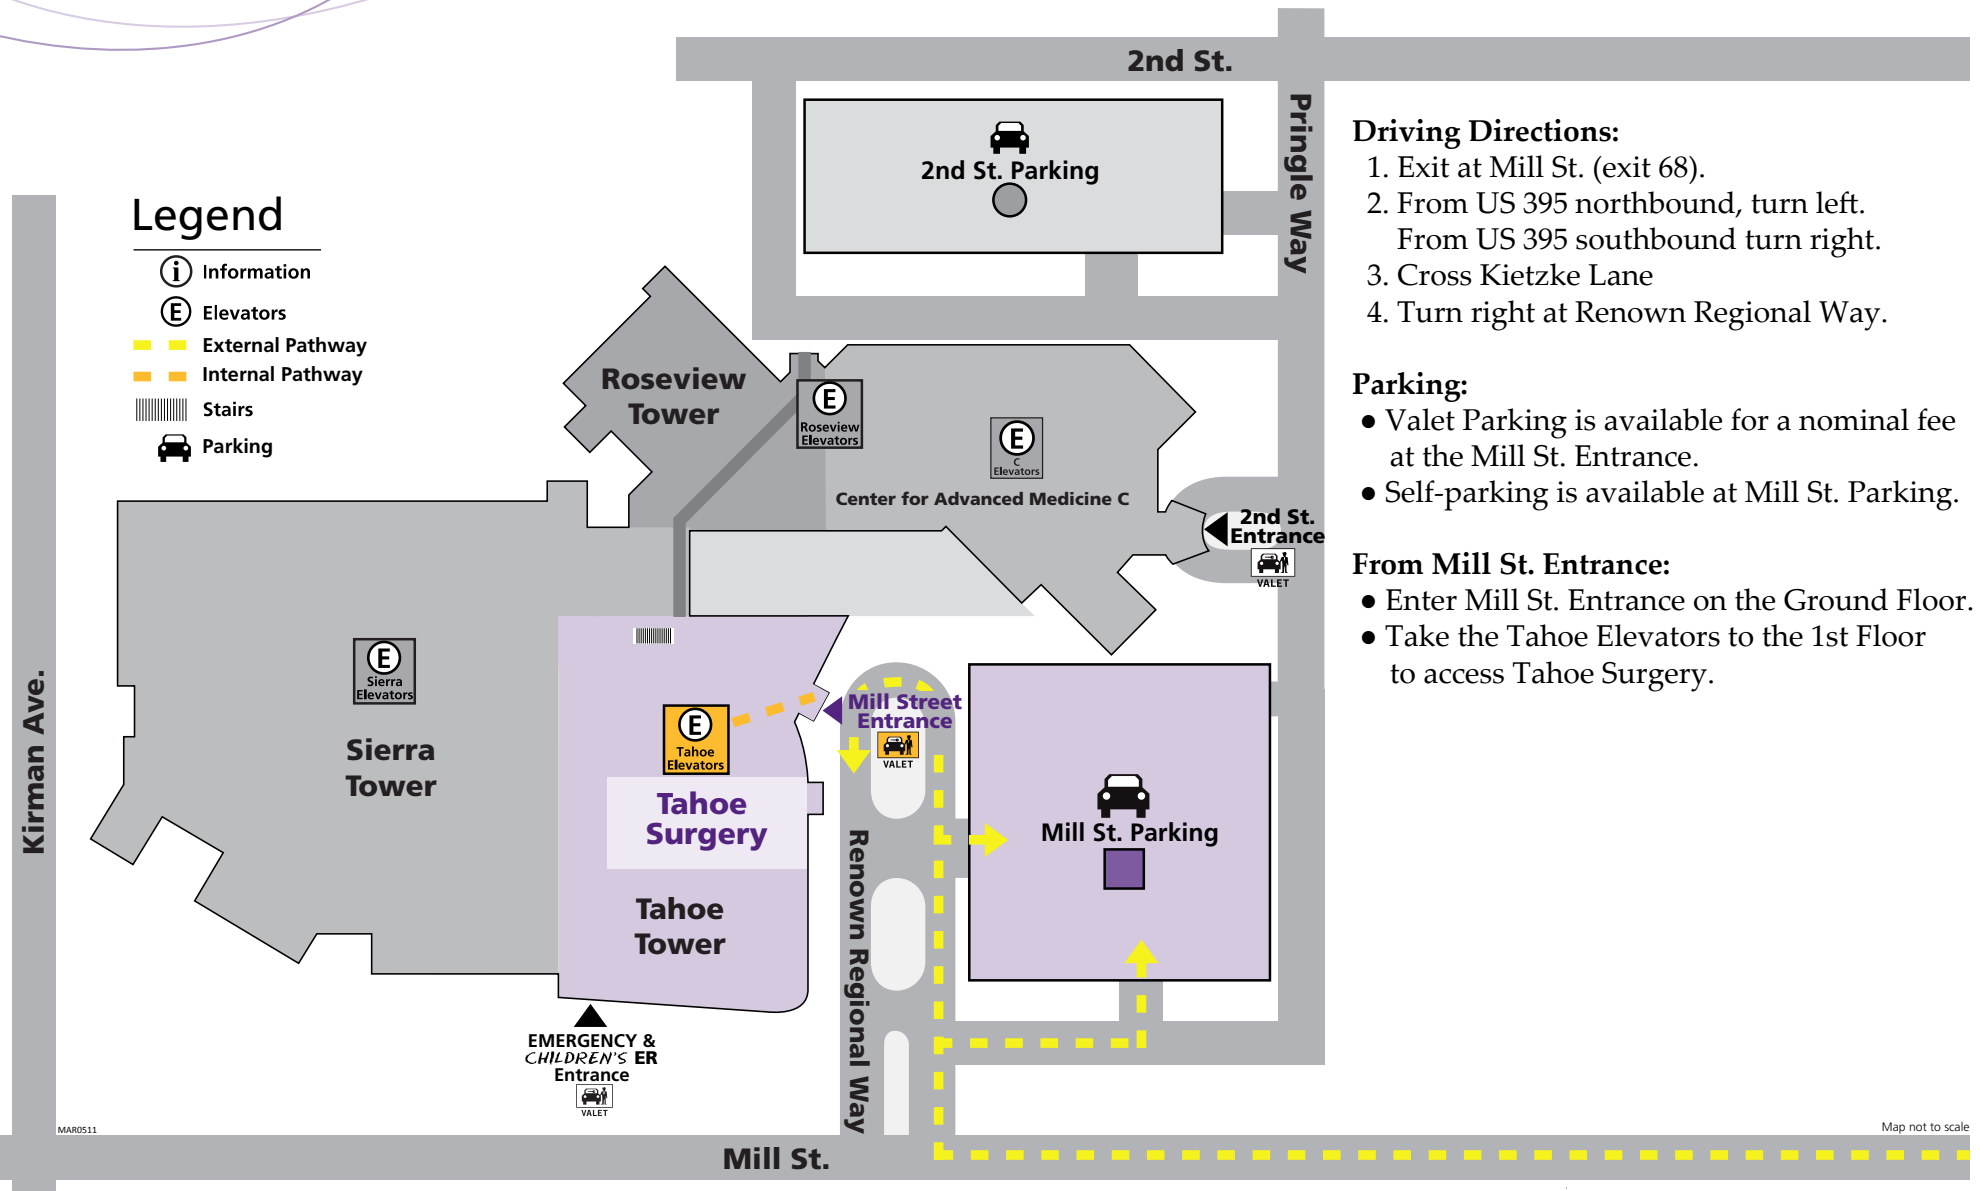 2nd St.
Pringle Way
2nd St. Parking
Legend
i Information
E Elevators
External Pathway
Internal Pathway
Stairs
Parking
Driving Directions:
1. Exit at Mill St. (exit 68).
2. From US 395 northbound, turn left.
From US 395 southbound turn right.
3. Cross Kietzke Lane
4. Turn right at Renown Regional Way.
Parking:
● Valet Parking is available for a nominal fee
at the Mill St. Entrance.
● Self-parking is available at Mill St. Parking.
From Mill St. Entrance:
● Enter Mill St. Entrance on the Ground Floor.
● Take the Tahoe Elevators to the 1st Floor
to access Tahoe Surgery.
Roseview
Tower
E
Roseview
Elevators
E
C
Elevators
Center for Advanced Medicine C
2nd St.
Entrance
VALET
Kirman Ave.
E
Sierra
Elevators
Sierra
Tower
E
Tahoe
Elevators
Tahoe
Surgery
Tahoe
Tower
Mill Street
Entrance
VALET
Renown Regional Way
Mill St. Parking
EMERGENCY &
CHILDREN'S ER
Entrance
VALET
MAR0511
Map not to scale
Mill St.